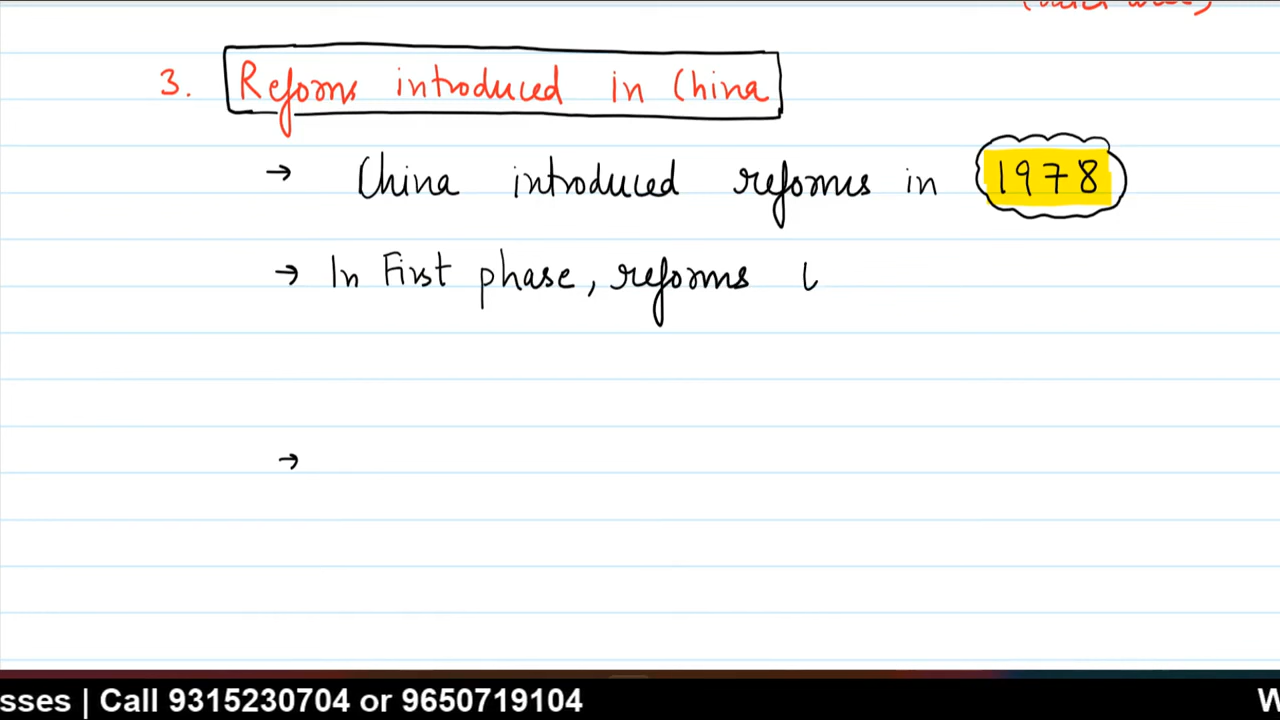 3. Reforms introduced in China
→ China introduced reforms in 1978
→ In First phase, reforms
→
sses | Call 9315230704 or 9650719104 W